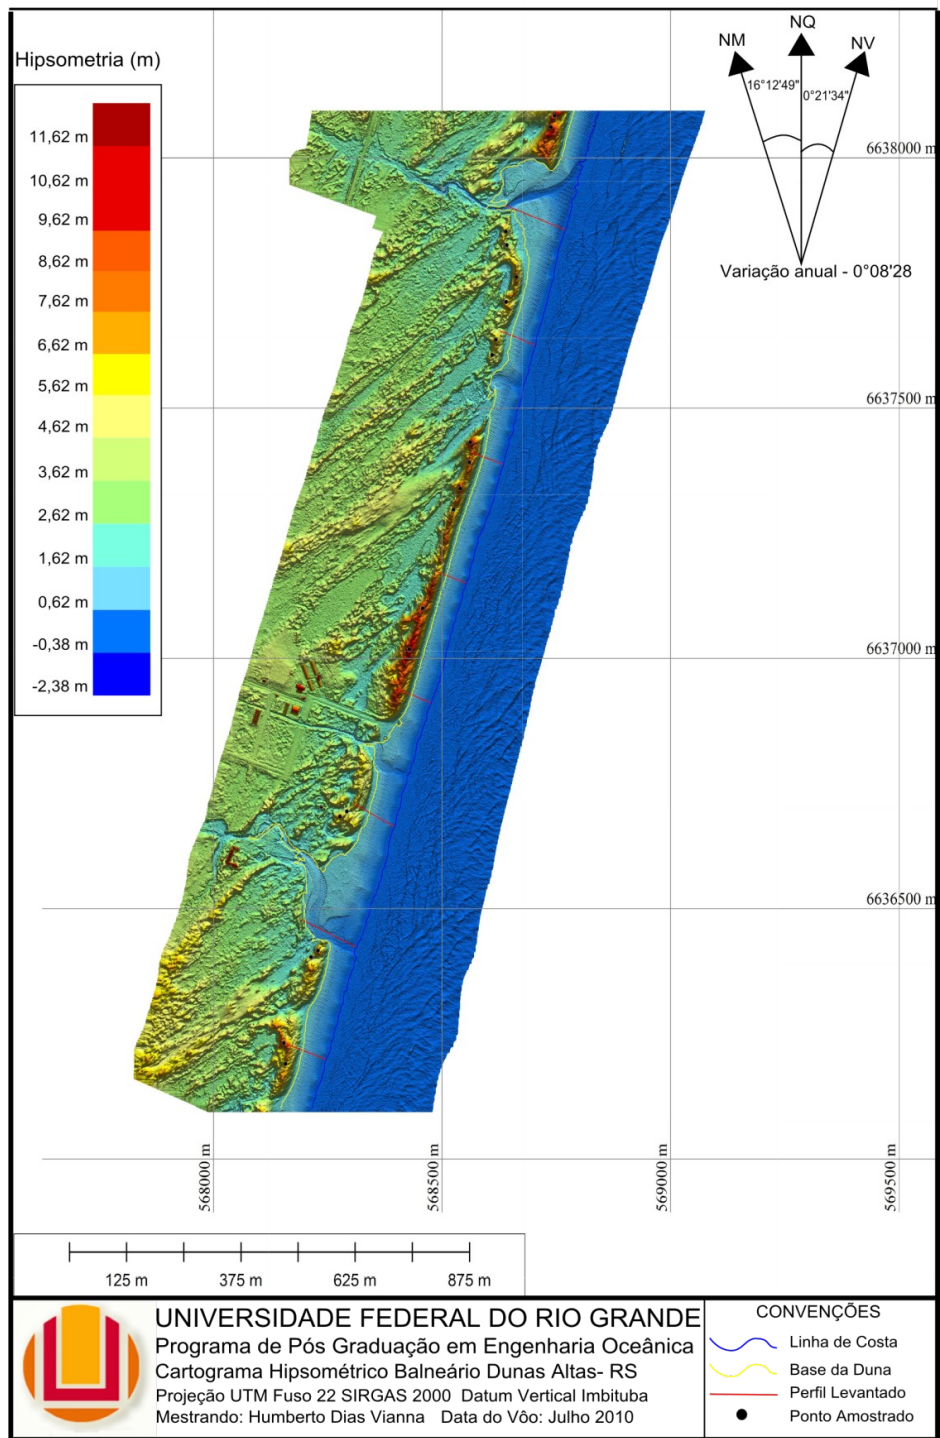 Hipsometria (m)
11,62 m
10,62 m
9,62 m
8,62 m
7,62 m
6,62 m
5,62 m
4,62 m
3,62 m
2,62 m
1,62 m
0,62 m
-0,38 m
-2,38 m
NQ
NM
NV
16°12'49"
0°21'34"
Variação anual - 0°08'28
6638000 m
6637500 m
6637000 m
6636500 m
568000 m
568500 m
569000 m
569500 m
125 m
375 m
625 m
875 m
UNIVERSIDADE FEDERAL DO RIO GRANDE
Programa de Pós Graduação em Engenharia Oceânica
Cartograma Hipsométrico Balneário Dunas Altas- RS
Projeção UTM Fuso 22 SIRGAS 2000 Datum Vertical Imbituba
Mestrando: Humberto Dias Vianna Data do Vôo: Julho 2010
CONVENÇÕES
Linha de Costa
Base da Duna
Perfil Levantado
Ponto Amostrado